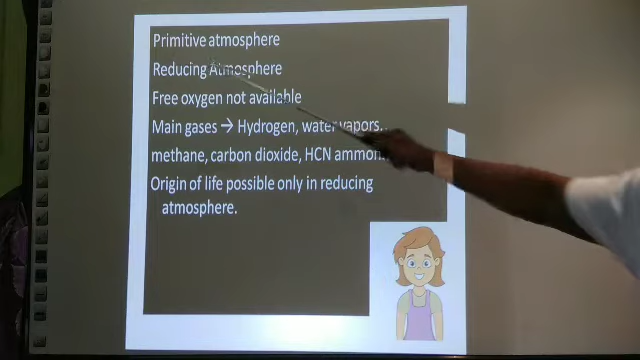 Primitive atmosphere
Reducing Atmosphere
Free oxygen not available
Main gases → Hydrogen, water vapors,
methane, carbon dioxide, HCN
Origin of life possible only in reducing
atmosphere.